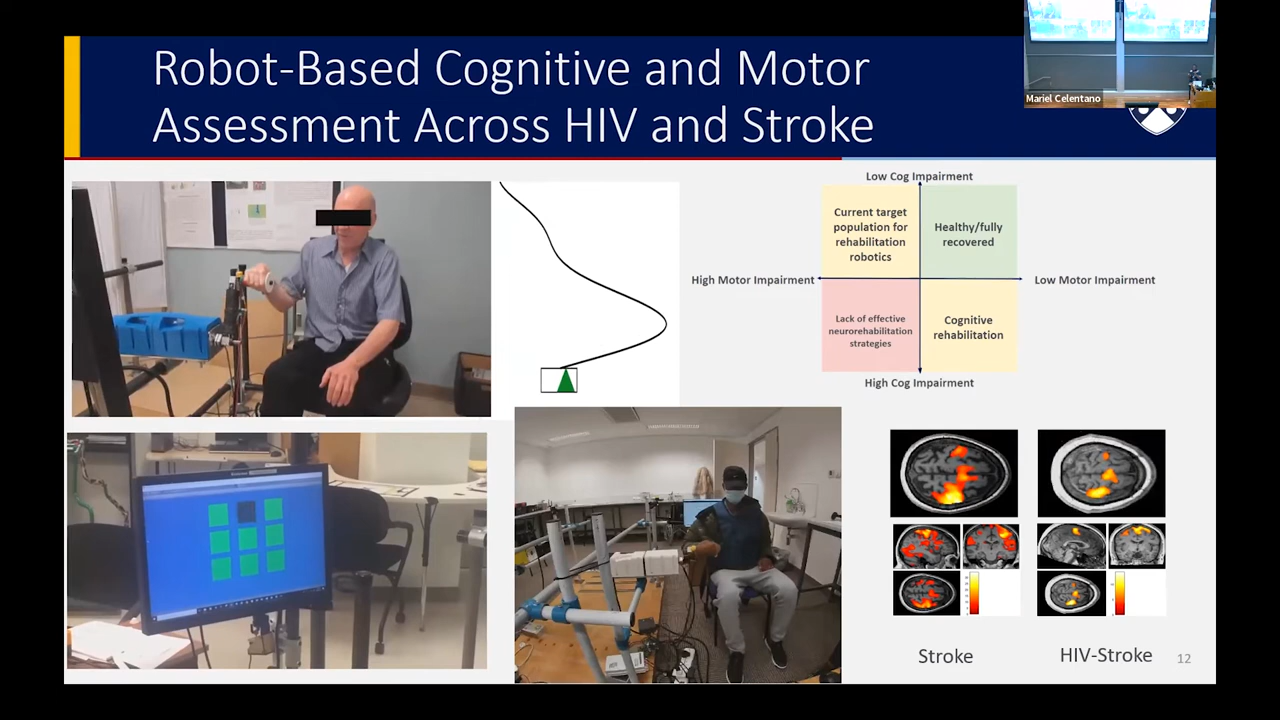 Robot-Based Cognitive and Motor
Assessment Across HIV and Stroke
Mariel Celentano
Low Cog Impairment
Current target
population for
rehabilitation
robotics
Healthy/fully
recovered
High Motor Impairment
Low Motor Impairment
Lack of effective
neurorehabilitation
strategies
Cognitive
rehabilitation
High Cog Impairment
Stroke
HIV-Stroke
12